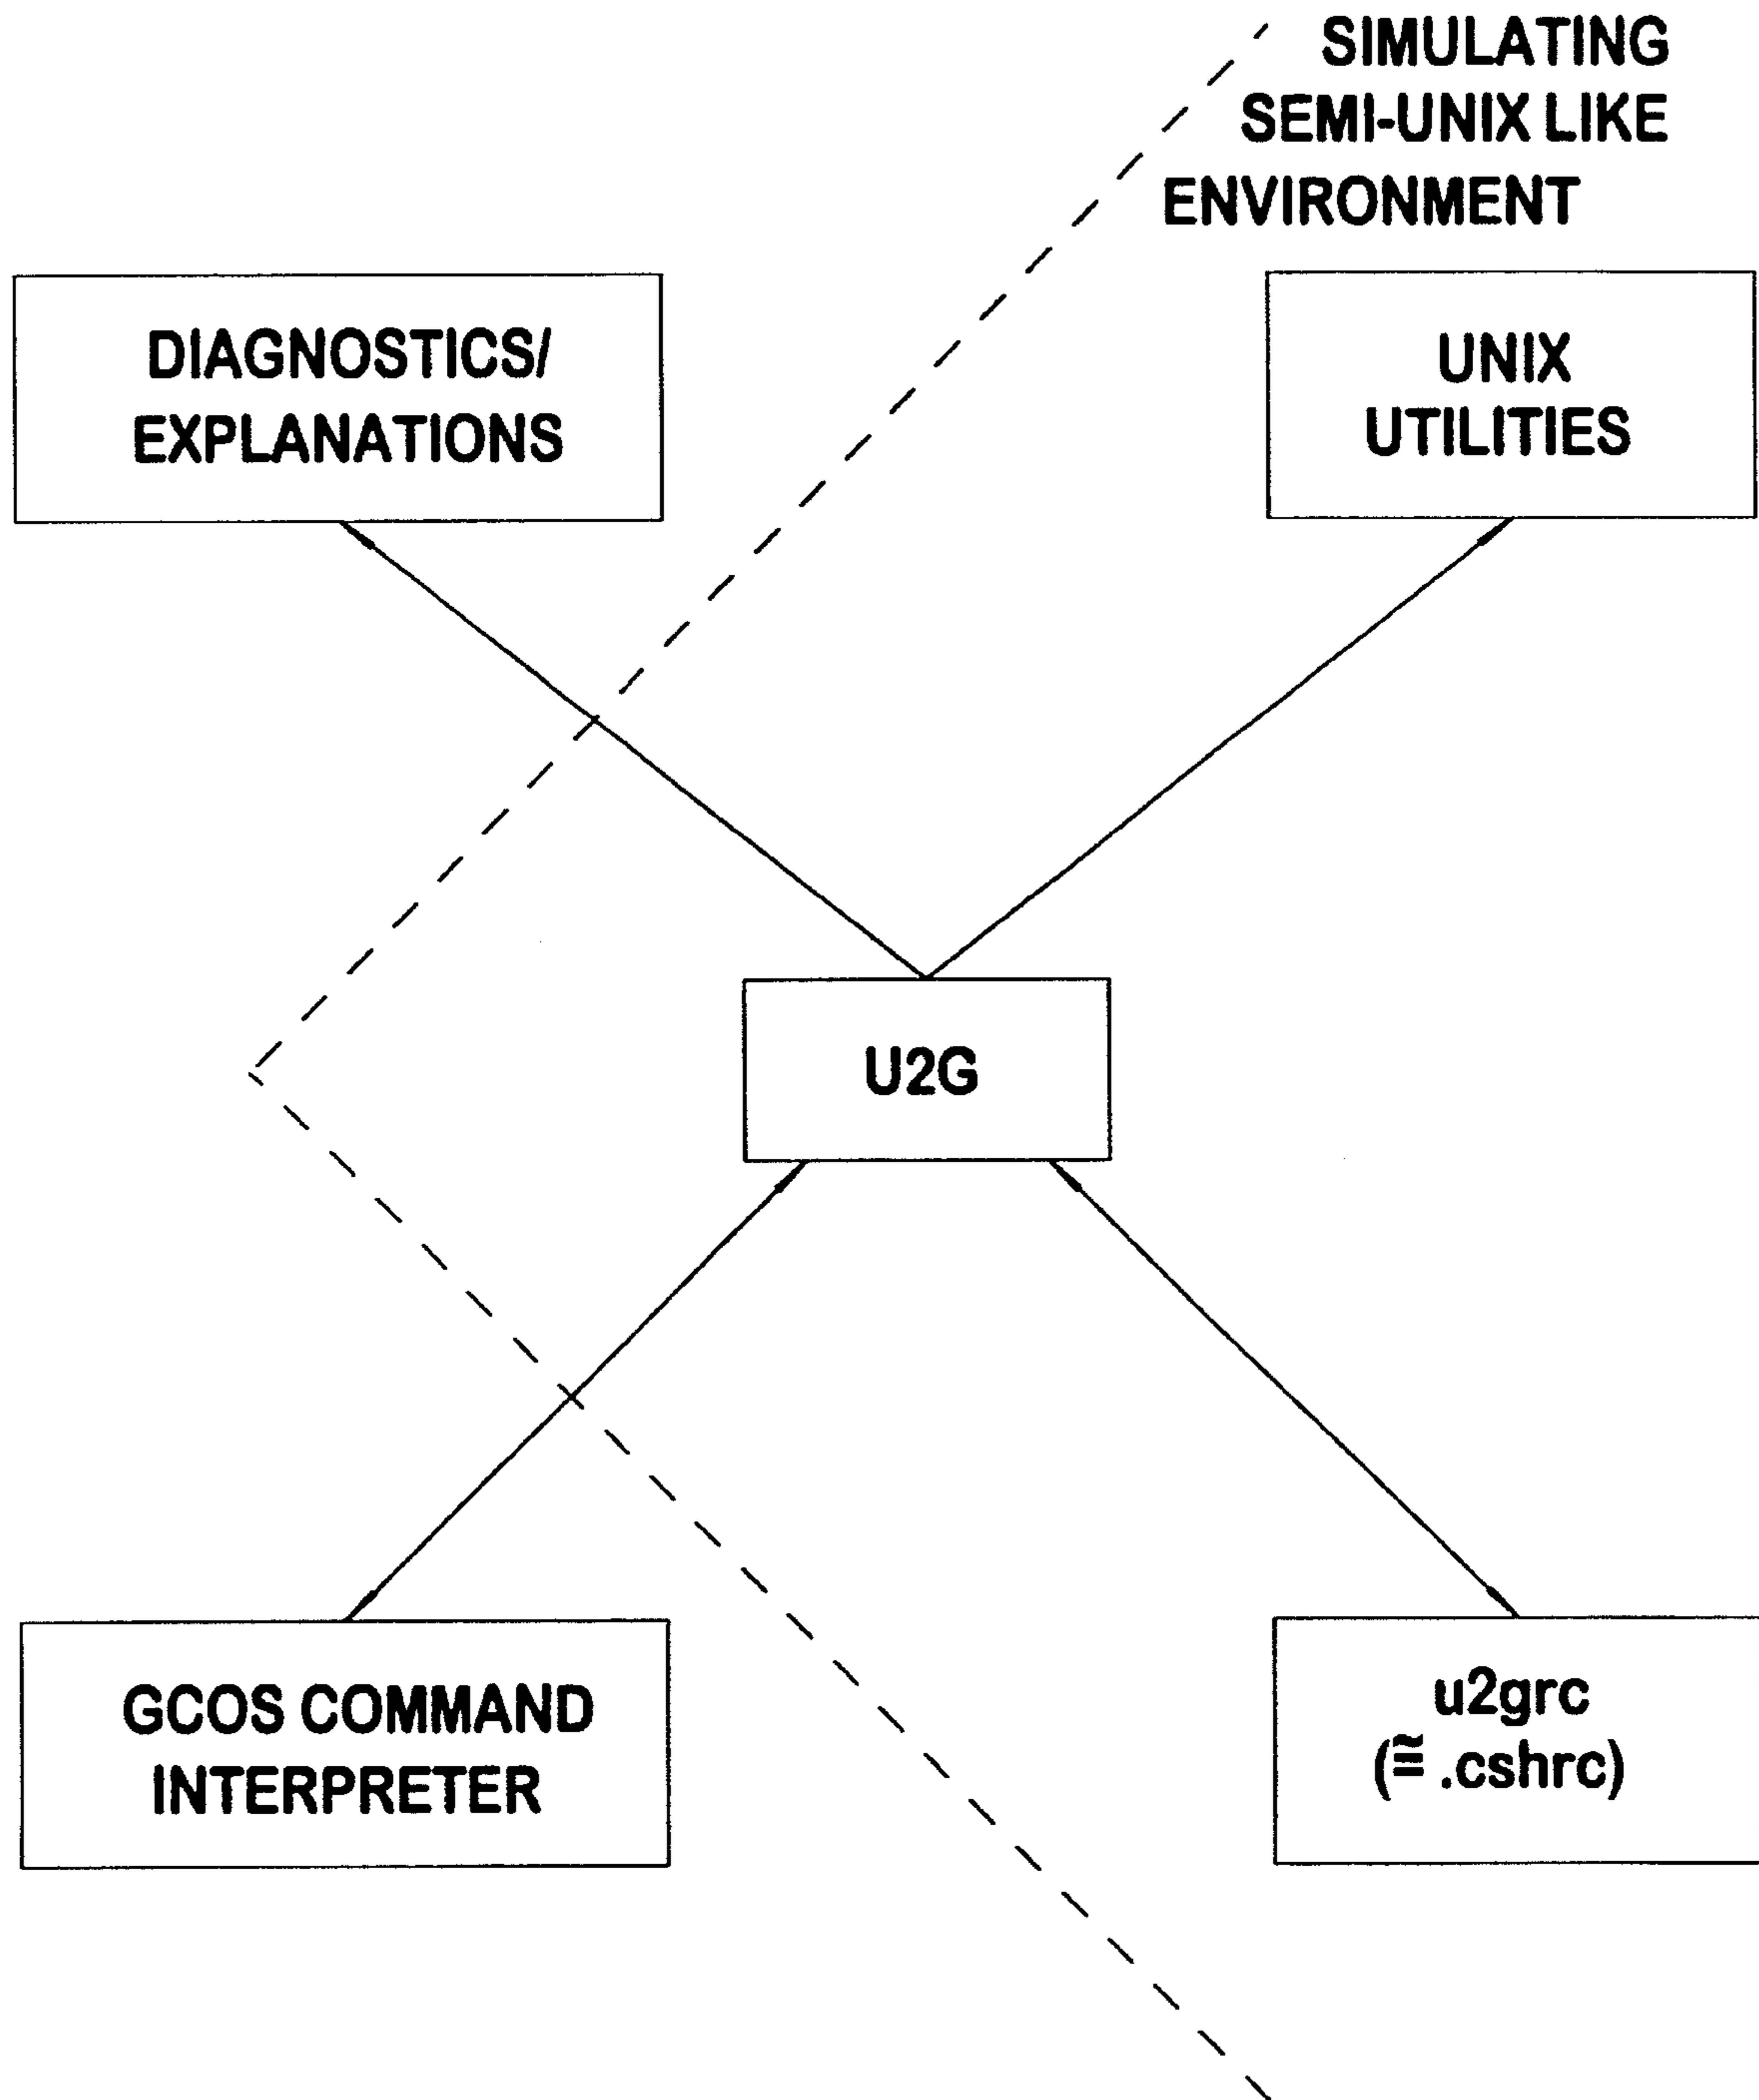 SIMULATING
SEMI-UNIX LIKE
ENVIRONMENT
DIAGNOSTICS/
EXPLANATIONS
UNIX
UTILITIES
U2G
GCOS COMMAND
INTERPRETER
u2grc
(≅ .cshrc)